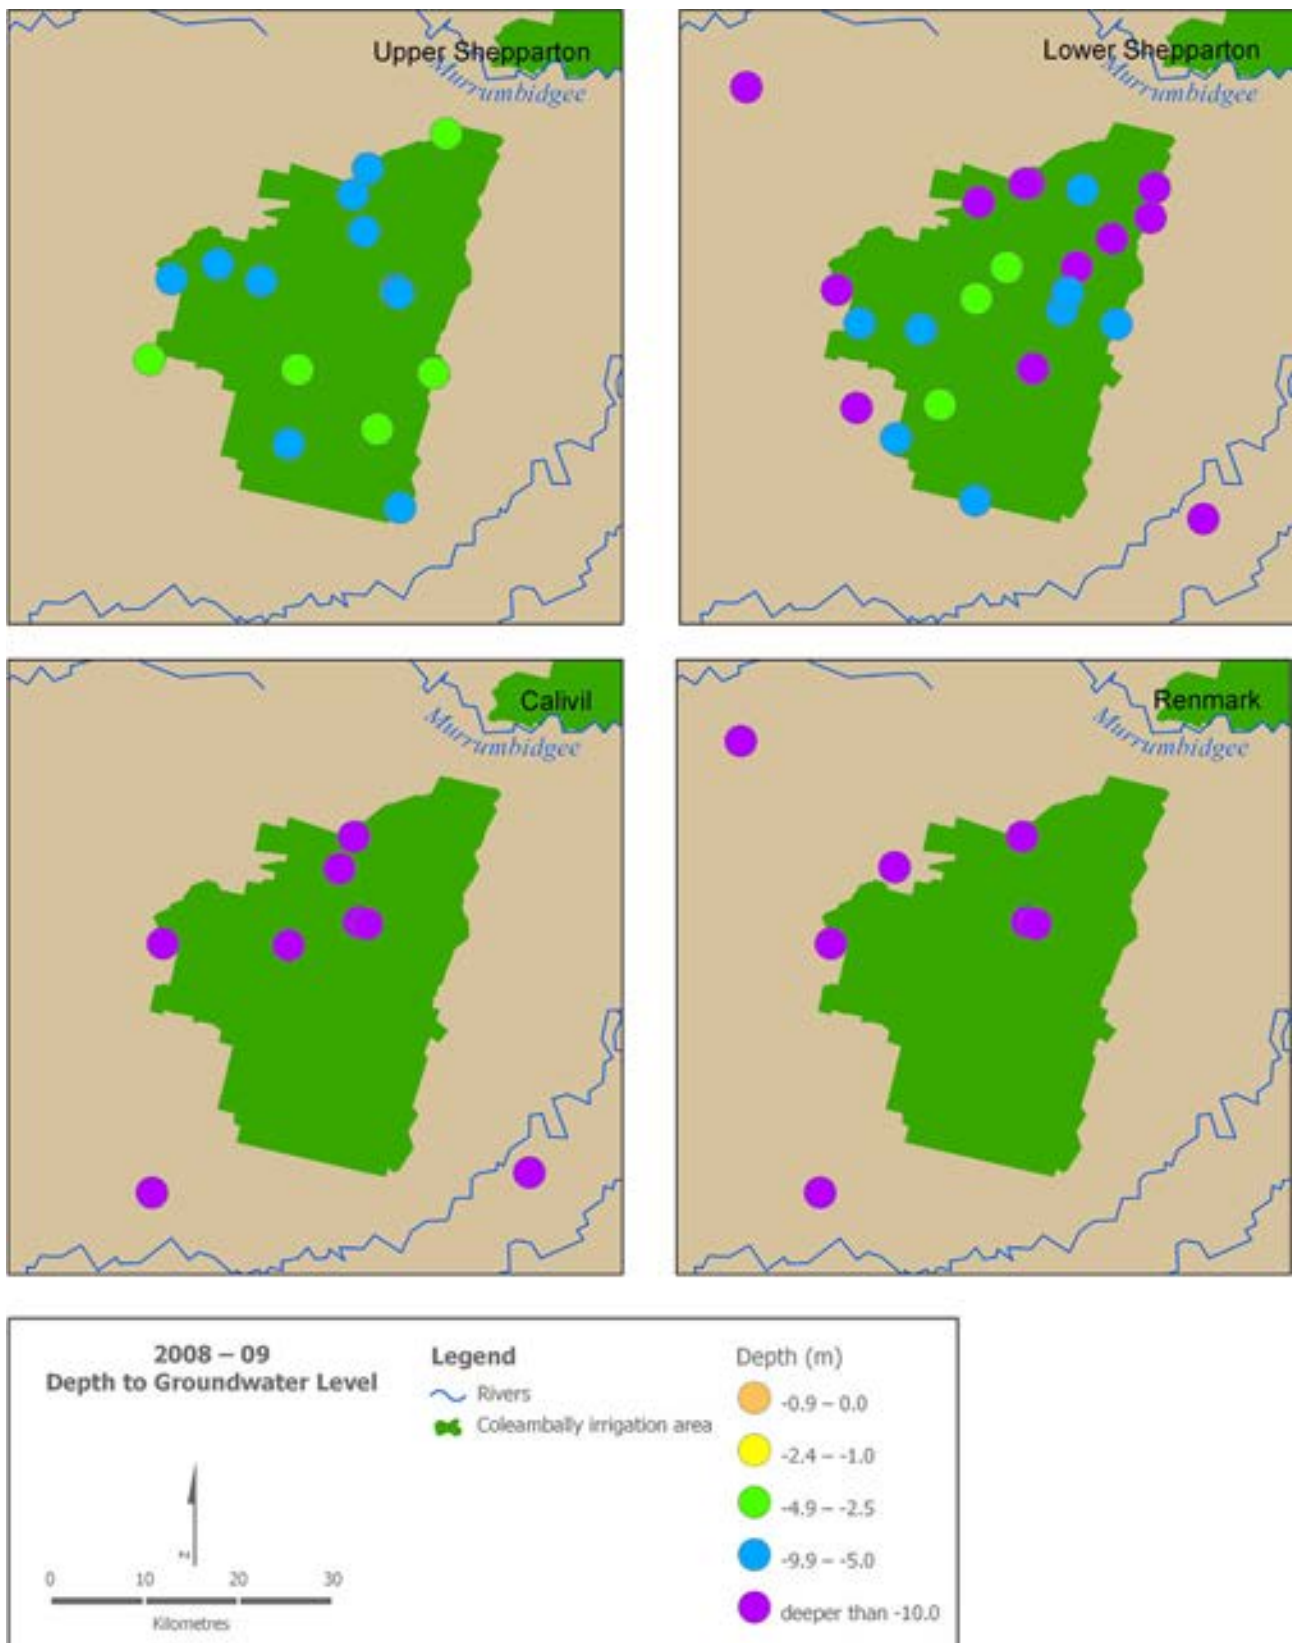 Upper Shepparton
Murrumbidgee
Lower Shepparton
Murrumbidgee
Calivil
Murrumbidgee
Renmark
Murrumbidgee
2008 – 09
Depth to Groundwater Level
N
0 10 20 30
Kilometres
Legend
Rivers
Coleambally irrigation area
Depth (m)
-0.9 – 0.0
-2.4 – -1.0
-4.9 – -2.5
-9.9 – -5.0
deeper than -10.0